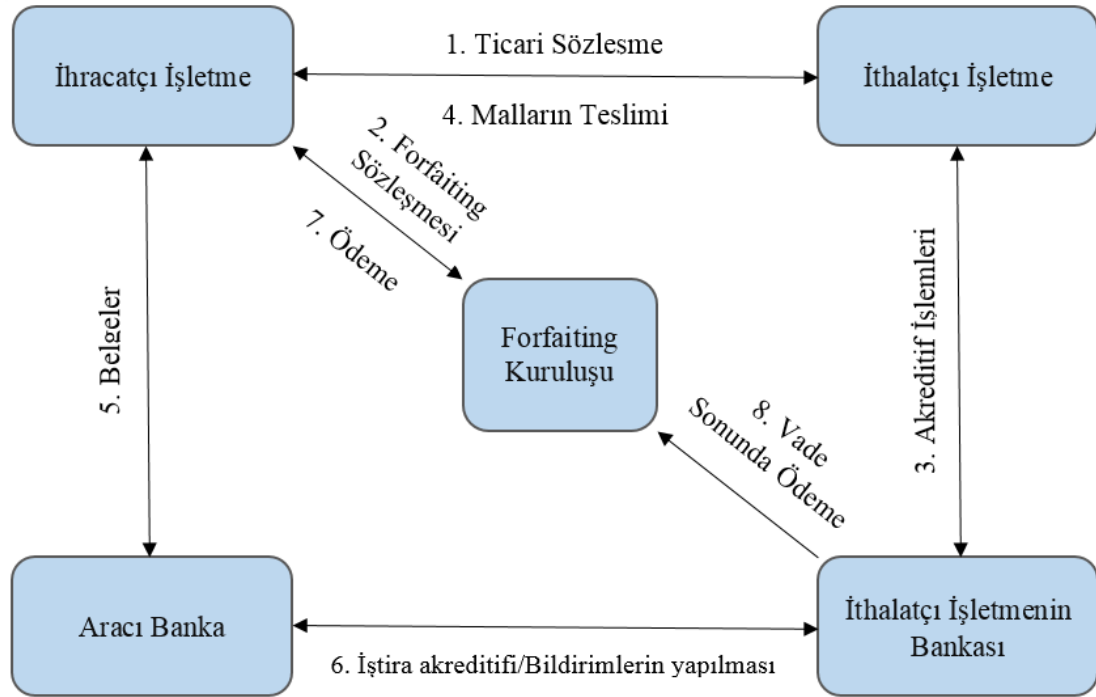 İhracatçı İşletme
1. Ticari Sözlesme
İthalatçı İşletme
4. Malların Teslimi
2. Forfaiting
Sözleşmesi
7. Ödeme
Forfaiting
Kuruluşu
5. Belgeler
3. Akreditif İşlemleri
8. Vade
Sonunda Ödeme
Aracı Banka
İthalatçı İşletmenin
Bankası
6. İştira akreditifi/Bildirimlerin yapılması